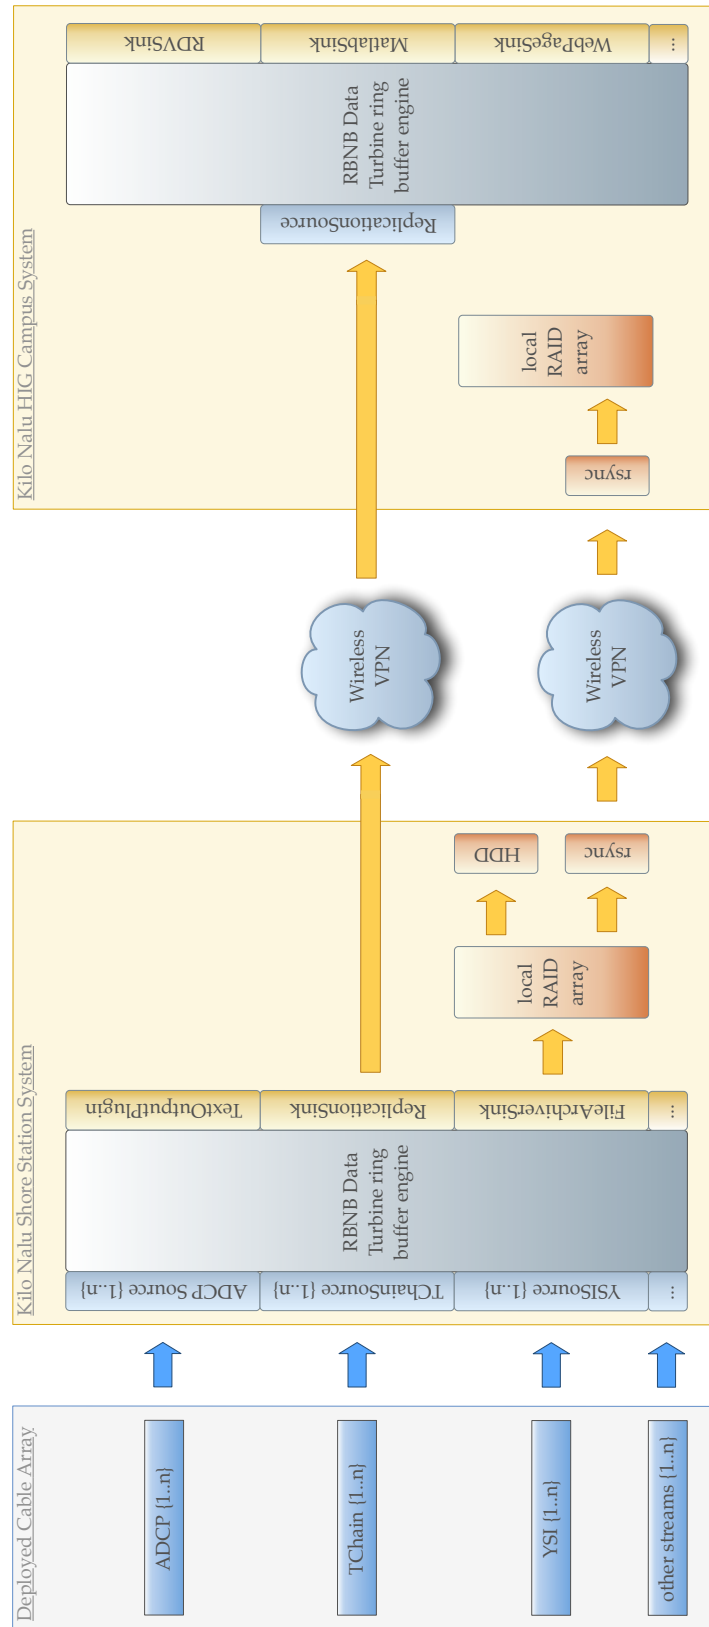 Deployed Cable Array
ADCP {1..n}
TChain {1..n}
YSI {1..n}
other streams {1..n}
Kilo Nalu Shore Station System
ADCP Source {1..n}
TChainSource {1..n}
YSISource {1..n}
...
RBNB Data
Turbine ring
buffer engine
TextOutputPlugin
ReplicationSink
FileArchiverSink
...
local
RAID
array
HDD
rsync
Wireless
VPN
Wireless
VPN
Kilo Nalu HIG Campus System
rsync
local
RAID
array
ReplicationSource
RBNB Data
Turbine ring
buffer engine
RDVSink
MatlabSink
WebPageSink
...